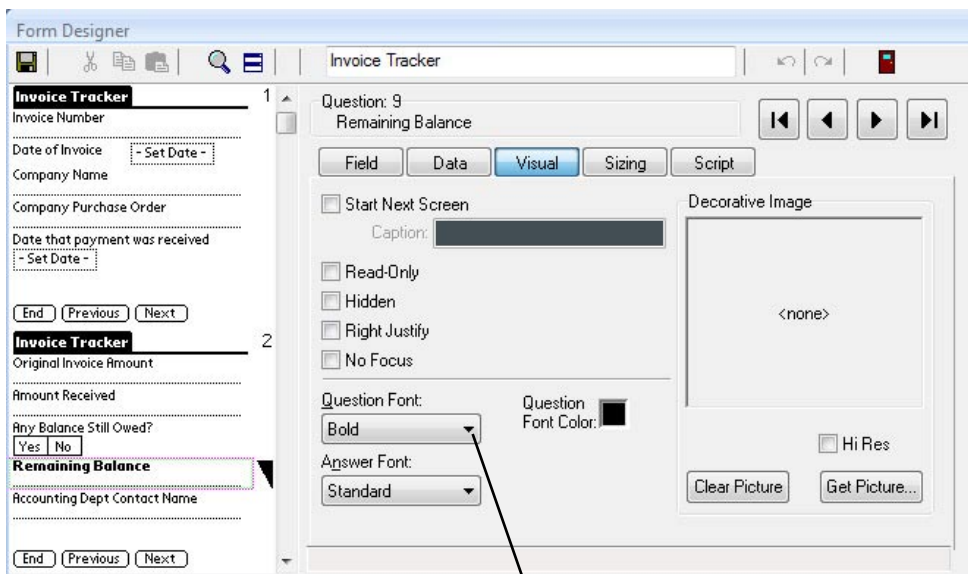 Form Designer
Invoice Tracker
Invoice Tracker 1
Invoice Number
Date of Invoice - Set Date -
Company Name
Company Purchase Order
Date that payment was received
- Set Date -
End Previous Next
Invoice Tracker 2
Original Invoice Amount
Amount Received
Any Balance Still Owed?
Yes No
Remaining Balance
Accounting Dept Contact Name
End Previous Next
Question: 9
Remaining Balance
Field Data Visual Sizing Script
Start Next Screen
Caption:
Read-Only
Hidden
Right Justify
No Focus
Question Font:
Bold
Question
Font Color:
Answer Font:
Standard
Decorative Image
<none>
Hi Res
Clear Picture Get Picture...